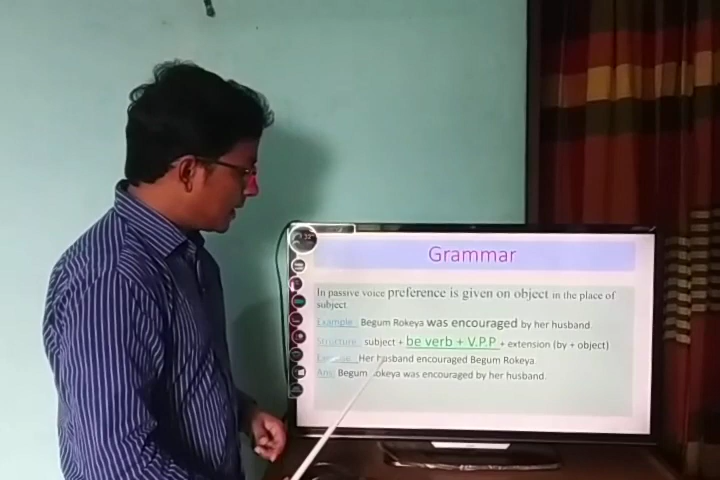 Grammar
In passive voice preference is given on object in the place of
subject
Example: Begum Rokeya was encouraged by her husband.
Structure: subject + be verb + V.P.P + extension (by + object)
Her husband encouraged Begum Rokeya.
Ans: Begum Rokeya was encouraged by her husband.